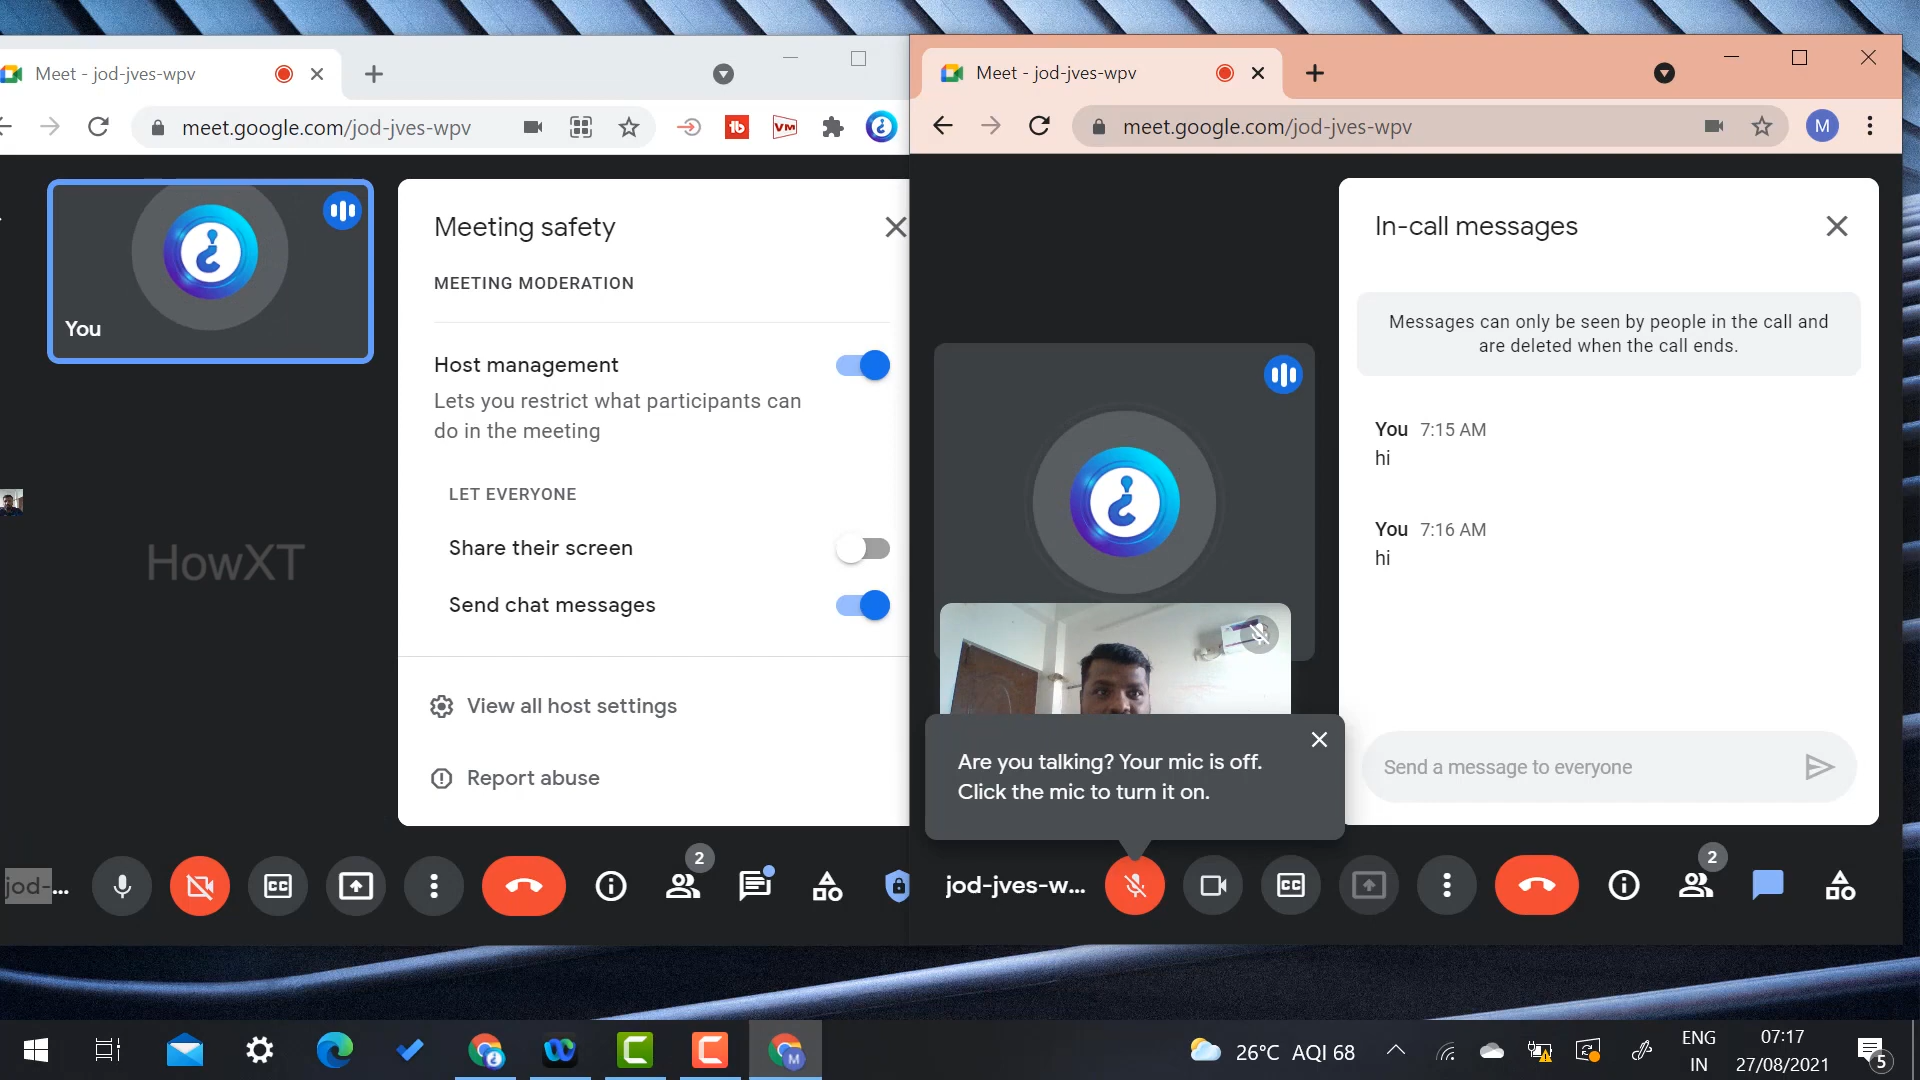 Meet - jod-jves-wpv
meet.google.com/jod-jves-wpv
tb
VM
You
Meeting safety
MEETING MODERATION
Host management
Lets you restrict what participants can
do in the meeting
LET EVERYONE
Share their screen
Send chat messages
HowXT
View all host settings
Report abuse
jod-...
CC
2
Meet - jod-jves-wpv
meet.google.com/jod-jves-wpv
M
In-call messages
Messages can only be seen by people in the call and
are deleted when the call ends.
You 7:15 AM
hi
You 7:16 AM
hi
Are you talking? Your mic is off.
Click the mic to turn it on.
Send a message to everyone
jod-jves-w...
CC
2
M
26°C AQI 68
ENG
IN
07:17
27/08/2021
5